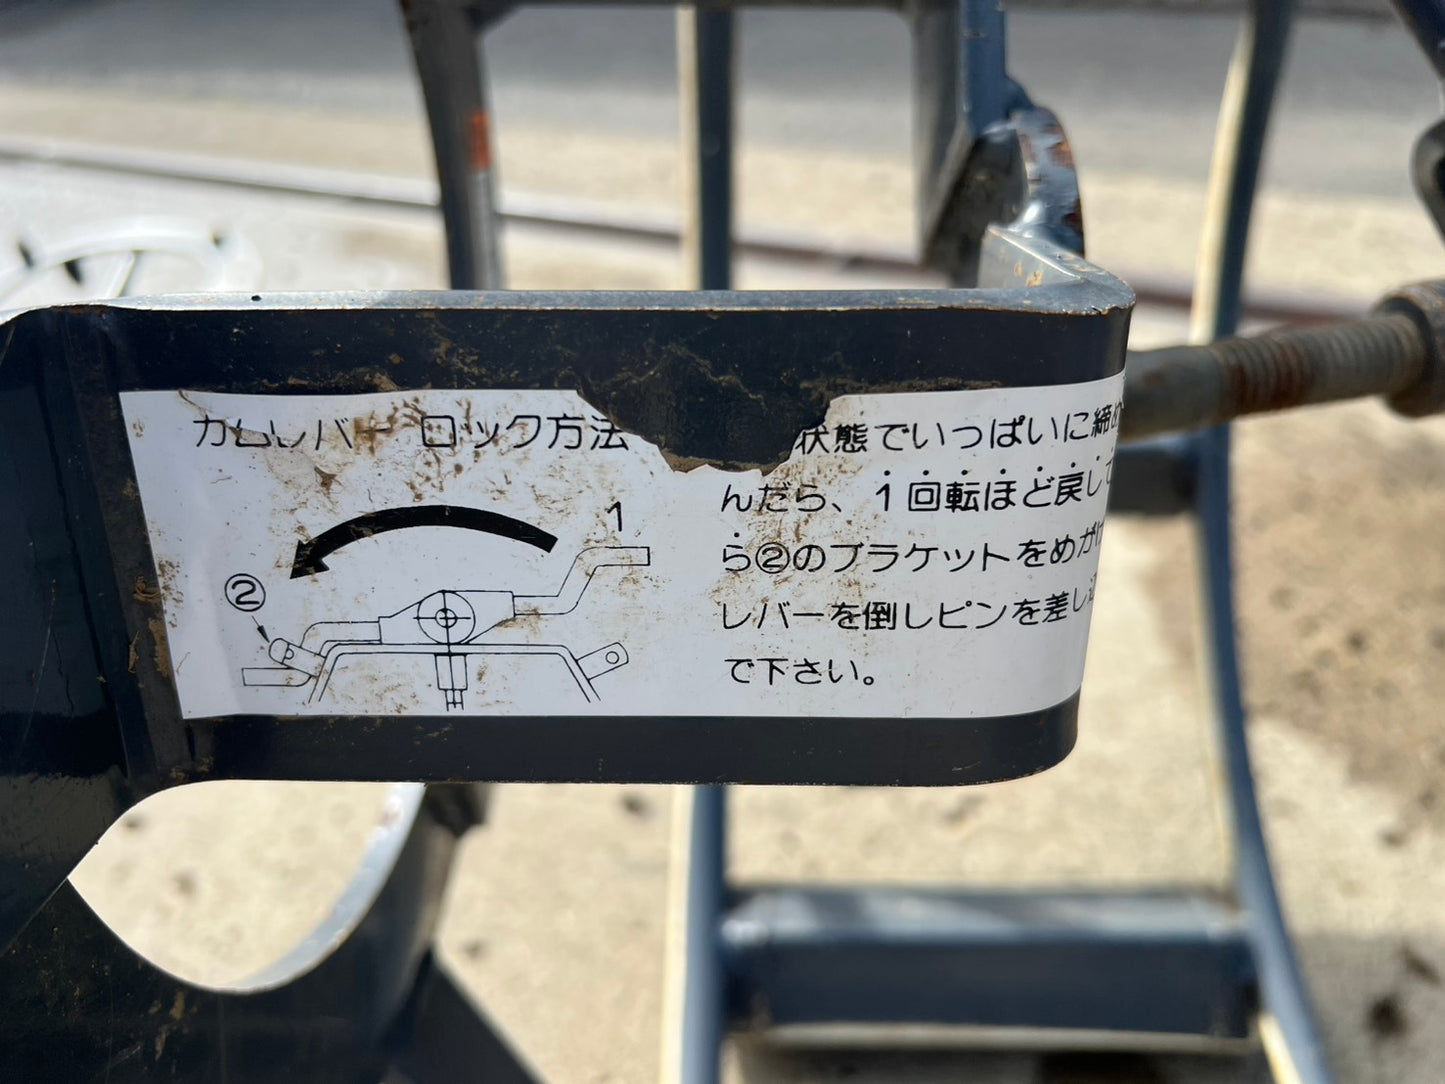 カムレバー ロック方法
1
②
状態でいっぱいに締め
んだら、1回転ほど戻して
ら②のブラケットをめがけ
レバーを倒しピンを差し込
で下さい。